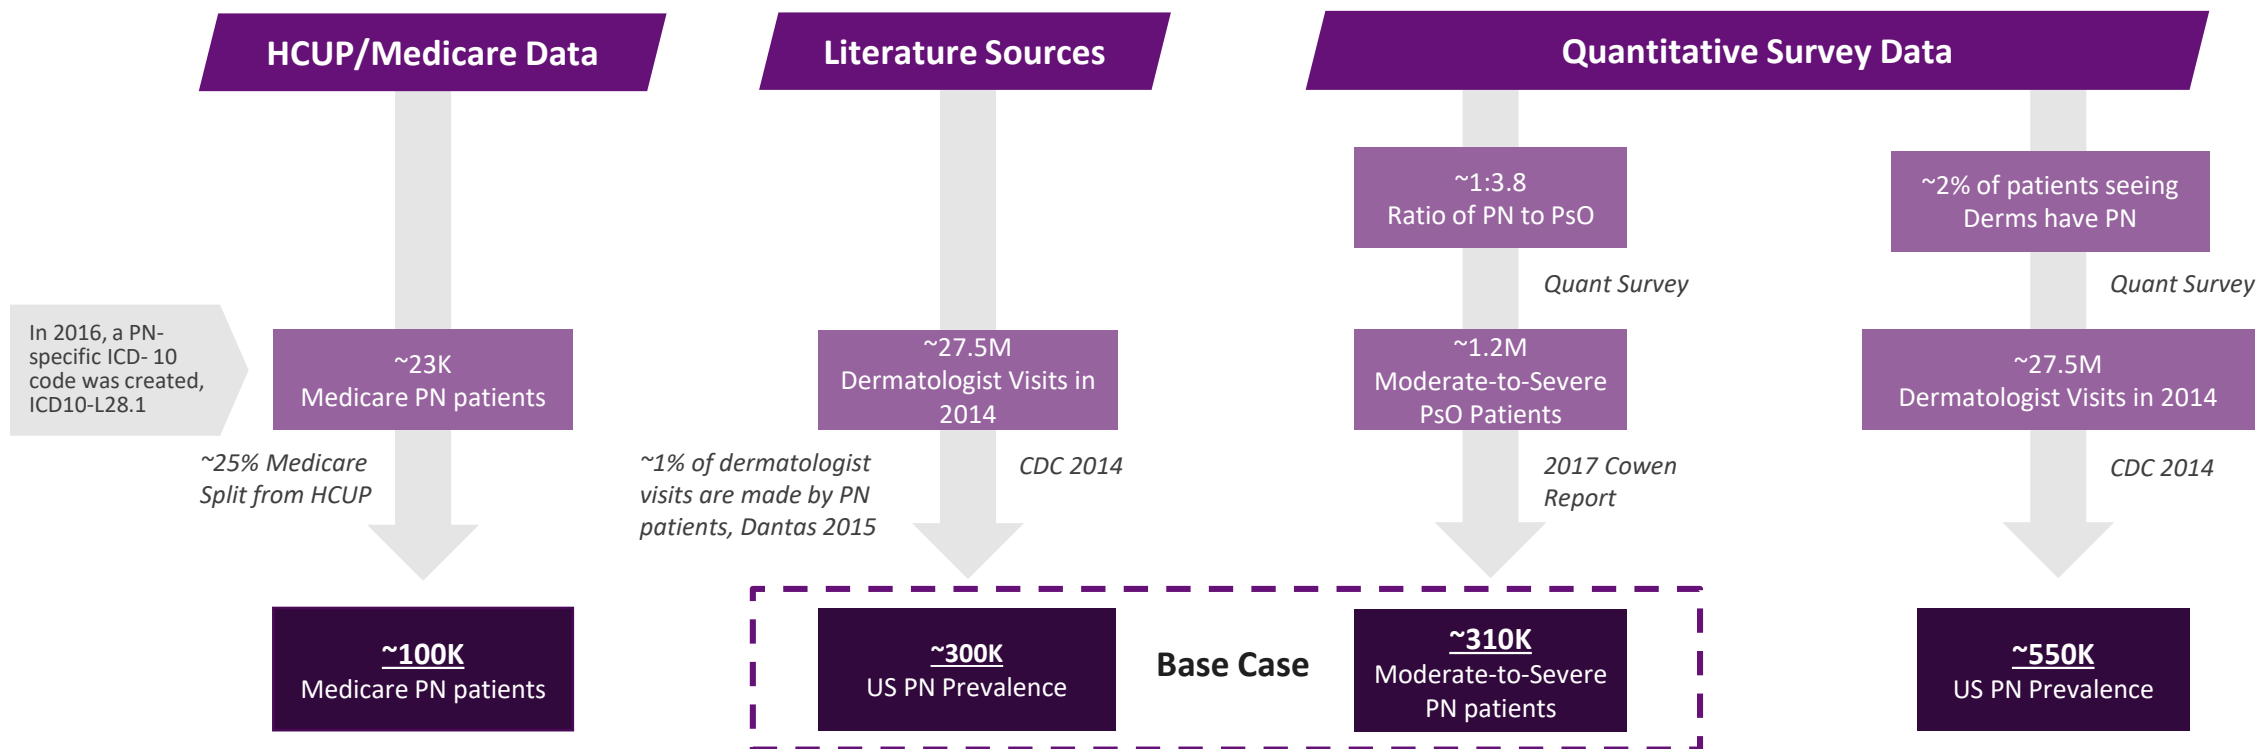 HCUP/Medicare Data
Literature Sources
Quantitative Survey Data
~1:3.8
Ratio of PN to PsO
~2% of patients seeing
Derms have PN
Quant Survey
Quant Survey
In 2016, a PN-
specific ICD- 10
code was created,
ICD10-L28.1
~23K
Medicare PN patients
~27.5M
Dermatologist Visits in
2014
~1.2M
Moderate-to-Severe
PsO Patients
~27.5M
Dermatologist Visits in 2014
~25% Medicare
Split from HCUP
~1% of dermatologist
visits are made by PN
patients, Dantas 2015
CDC 2014
2017 Cowen
Report
CDC 2014
~100K
Medicare PN patients
~300K
US PN Prevalence
Base Case
~310K
Moderate-to-Severe
PN patients
~550K
US PN Prevalence